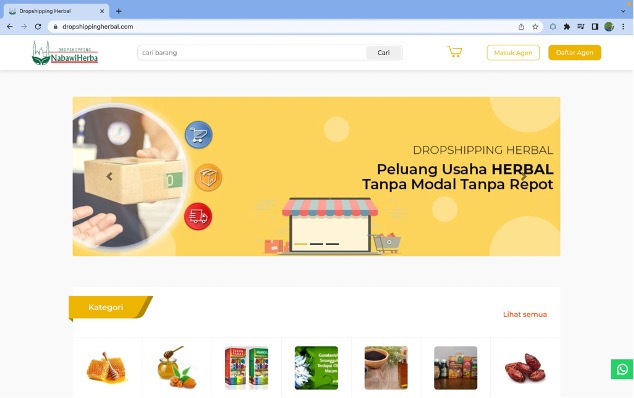 Dropshipping Herbal
dropshippingherbal.com
DROPSHIPPING
NabawiHerba
cari barang
Cari
Masuk Agen
Daftar Agen
DROPSHIPPING HERBAL
Peluang Usaha HERBAL
Tanpa Modal Tanpa Repot
Kategori
Lihat semua